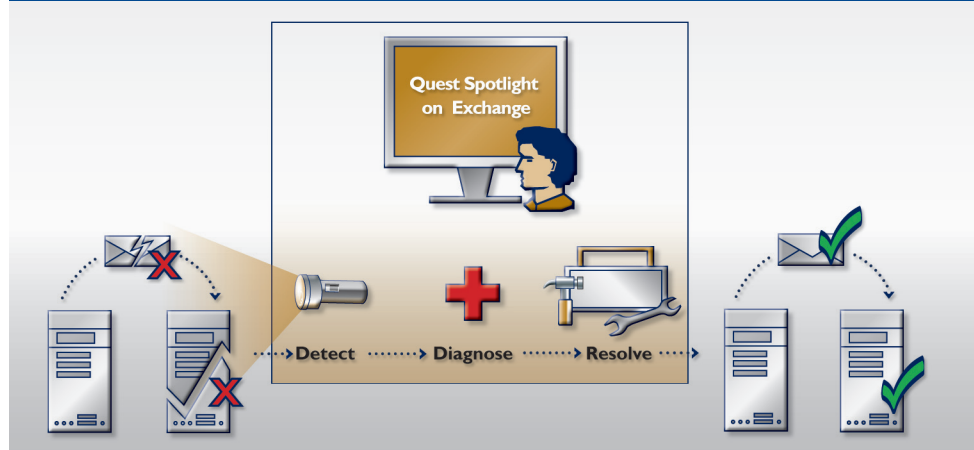 Quest Spotlight
on Exchange
Detect
Diagnose
Resolve